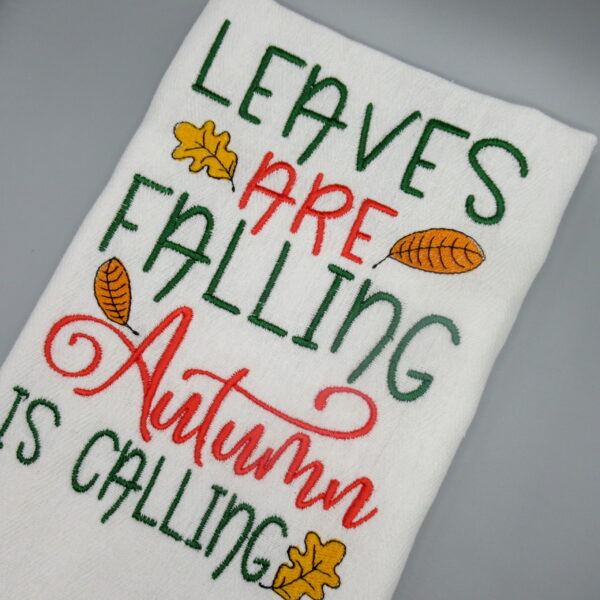 LEAVES
ARE
FALLING
Autumn
IS CALLING